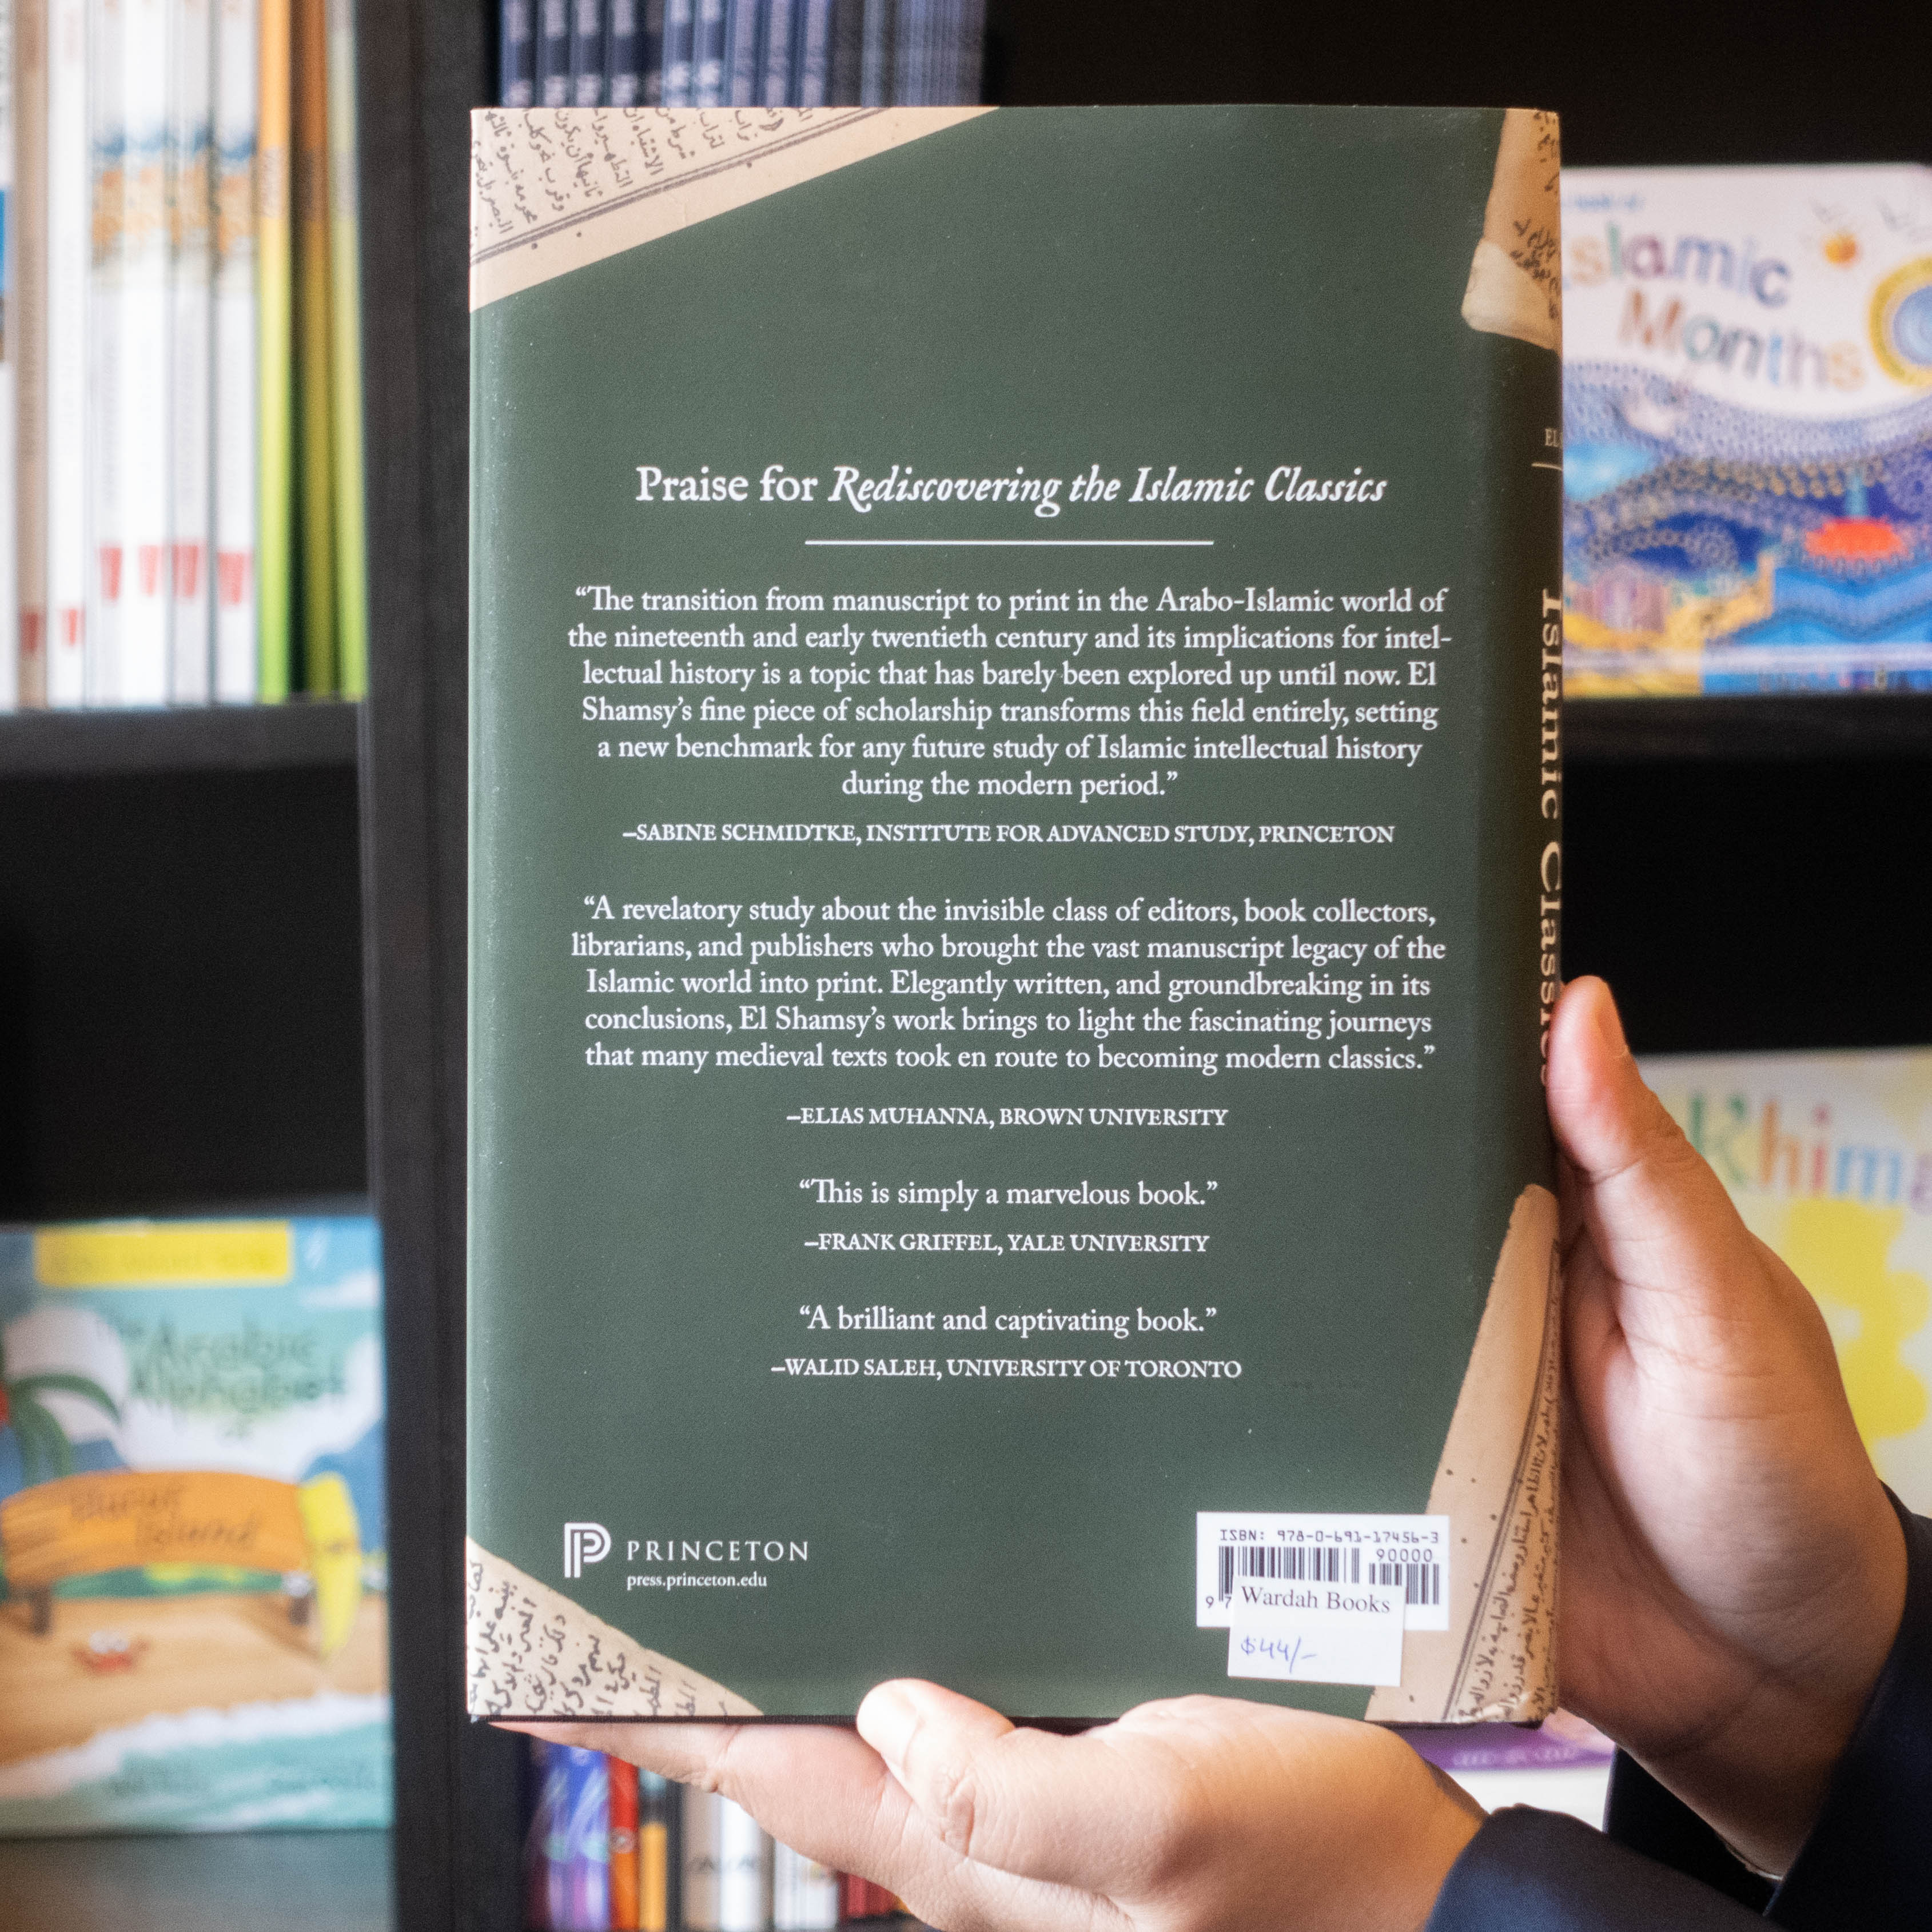 Praise for Rediscovering the Islamic Classics
“The transition from manuscript to print in the Arabo-Islamic world of
the nineteenth and early twentieth century and its implications for intel-
lectual history is a topic that has barely been explored up until now. El
Shamsy’s fine piece of scholarship transforms this field entirely, setting
a new benchmark for any future study of Islamic intellectual history
during the modern period.”
–SABINE SCHMIDTKE, INSTITUTE FOR ADVANCED STUDY, PRINCETON
“A revelatory study about the invisible class of editors, book collectors,
librarians, and publishers who brought the vast manuscript legacy of the
Islamic world into print. Elegantly written, and groundbreaking in its
conclusions, El Shamsy’s work brings to light the fascinating journeys
that many medieval texts took en route to becoming modern classics.”
–ELIAS MUHANNA, BROWN UNIVERSITY
“This is simply a marvelous book.”
–FRANK GRIFFEL, YALE UNIVERSITY
“A brilliant and captivating book.”
–WALID SALEH, UNIVERSITY OF TORONTO
PRINCETON
press.princeton.edu
ISBN: 978-0-691-17456-3
90000
9 7
Wardah Books
$44/-
EL
Islamic Classics
Islamic
Months
Arabic
Alphabet
Island